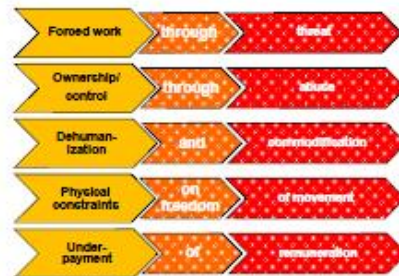 Forced work through threat
Ownership/
control through abuse
Dehuman-
ization and commodification
Physical
constraints on
freedom of movement
Under-
payment of remuneration